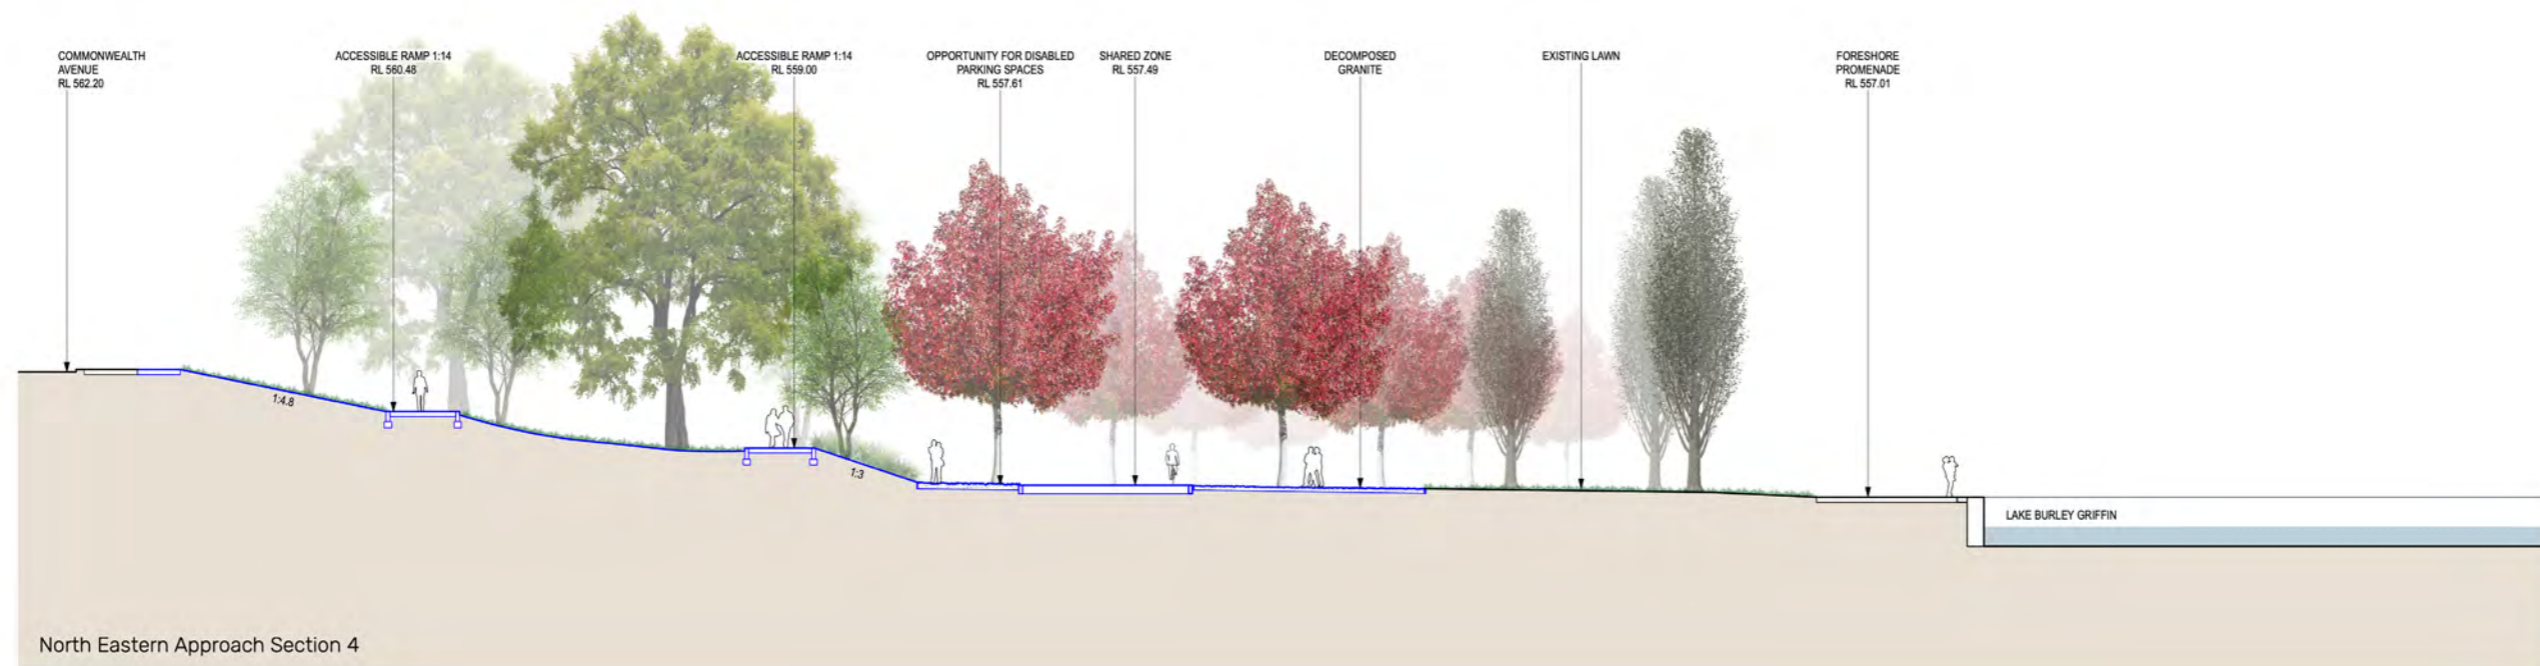 COMMONWEALTH
AVENUE
RL 562.20
ACCESSIBLE RAMP 1:14
RL 560.48
ACCESSIBLE RAMP 1:14
RL 559.00
OPPORTUNITY FOR DISABLED
PARKING SPACES
RL 557.61
SHARED ZONE
RL 557.49
DECOMPOSED
GRANITE
EXISTING LAWN
FORESHORE
PROMENADE
RL 557.01
1:4.8
1:3
LAKE BURLEY GRIFFIN
North Eastern Approach Section 4